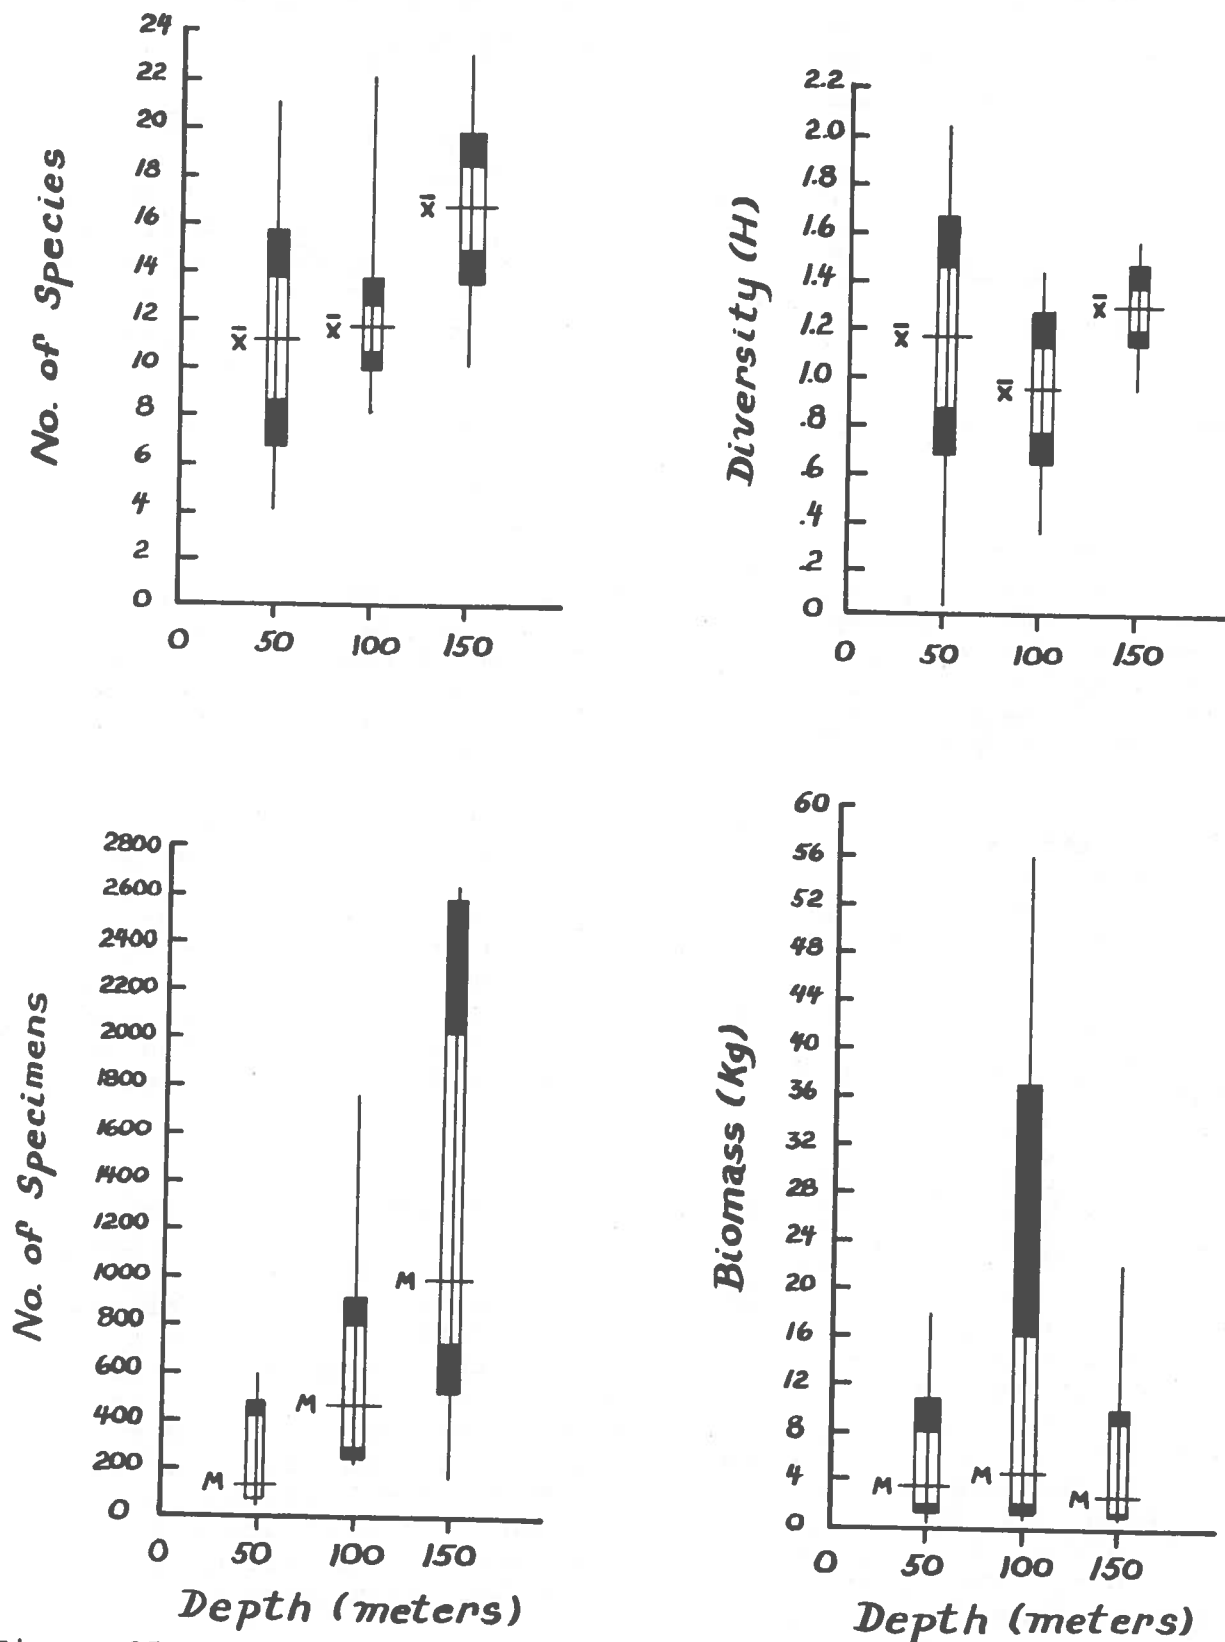 No. of Species
24
22
20
18
16
14
12
10
8
6
4
2
0
x̄
x̄
x̄
0 50 100 150
Diversity (H)
2.2
2.0
1.8
1.6
1.4
1.2
1.0
.8
.6
.4
.2
0
x̄
x̄
x̄
0 50 100 150
No. of Specimens
2800
2600
2400
2200
2000
1800
1600
1400
1200
1000
800
600
400
200
0
M
M
M
0 50 100 150
Depth (meters)
Biomass (Kg)
60
56
52
48
44
40
36
32
28
24
20
16
12
8
4
0
M
M
M
0 50 100 150
Depth (meters)